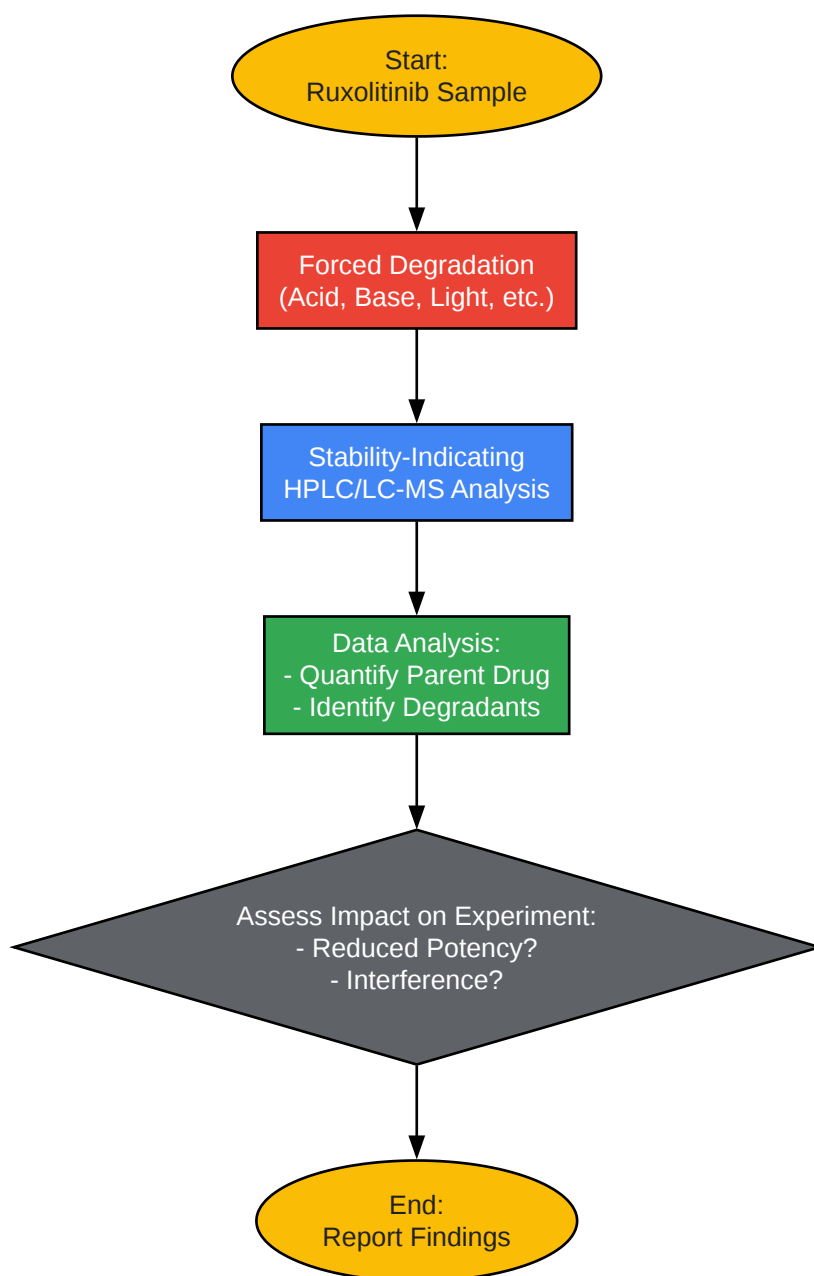 Start:
Ruxolitinib Sample
Forced Degradation
(Acid, Base, Light, etc.)
Stability-Indicating
HPLC/LC-MS Analysis
Data Analysis:
- Quantify Parent Drug
- Identify Degradants
Assess Impact on Experiment:
- Reduced Potency?
- Interference?
End:
Report Findings